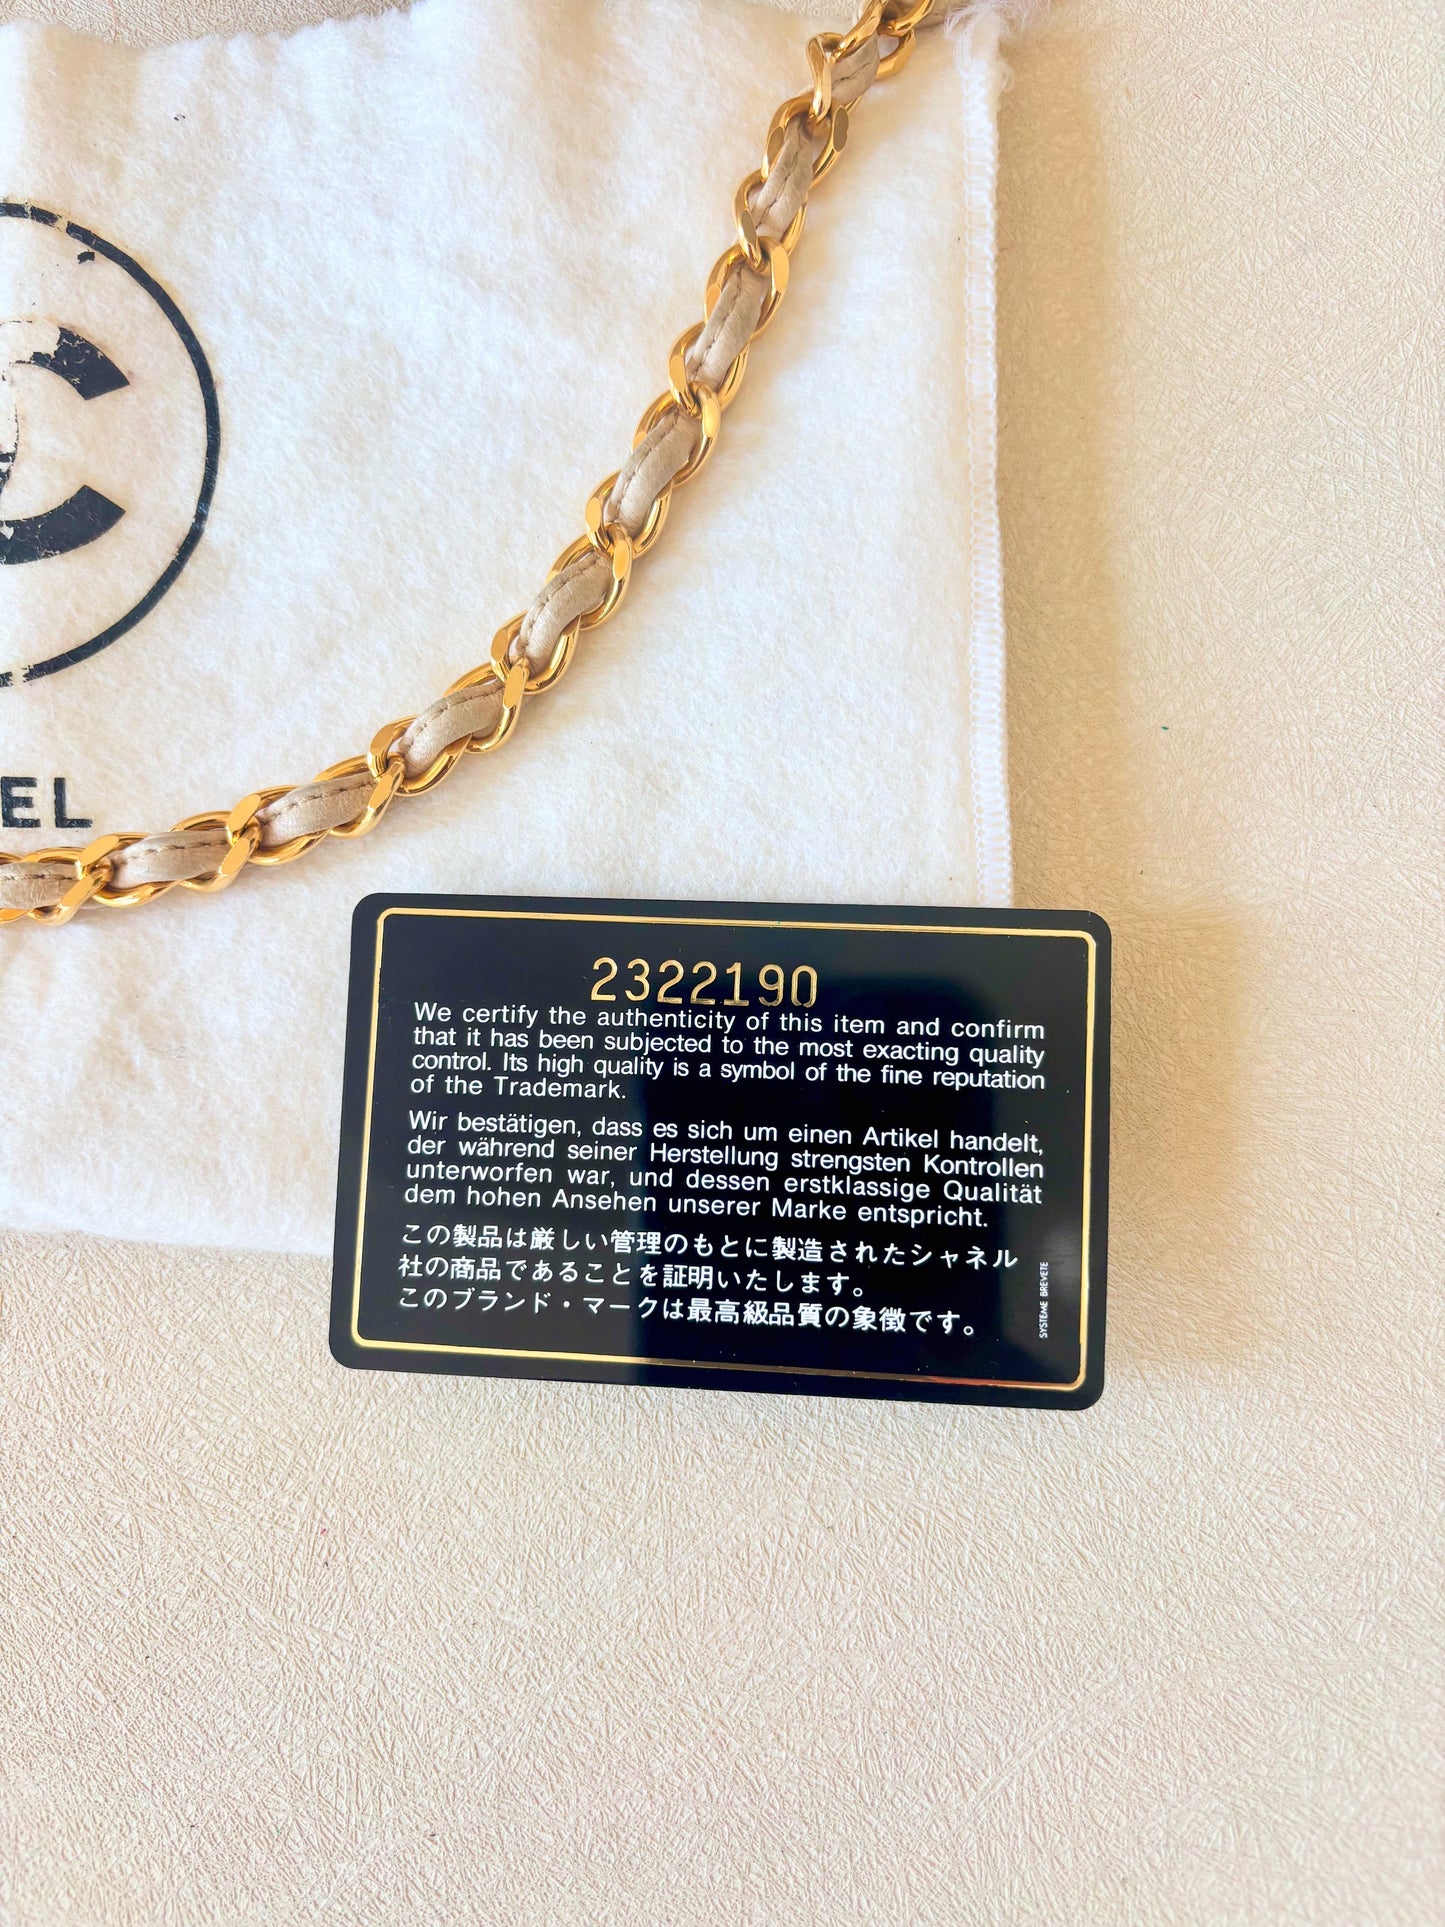 EL
2322190
We certify the authenticity of this item and confirm
that it has been subjected to the most exacting quality
control. Its high quality is a symbol of the fine reputation
of the Trademark.
Wir bestätigen, dass es sich um einen Artikel handelt,
der während seiner Herstellung strengsten Kontrollen
unterworfen war, und dessen erstklassige Qualität
dem hohen Ansehen unserer Marke entspricht.
この製品は厳しい管理のもとに製造されたシャネル
社の商品であることを証明いたします。
このブランド・マークは最高級品質の象徴です。
SYSTEME BREVETE